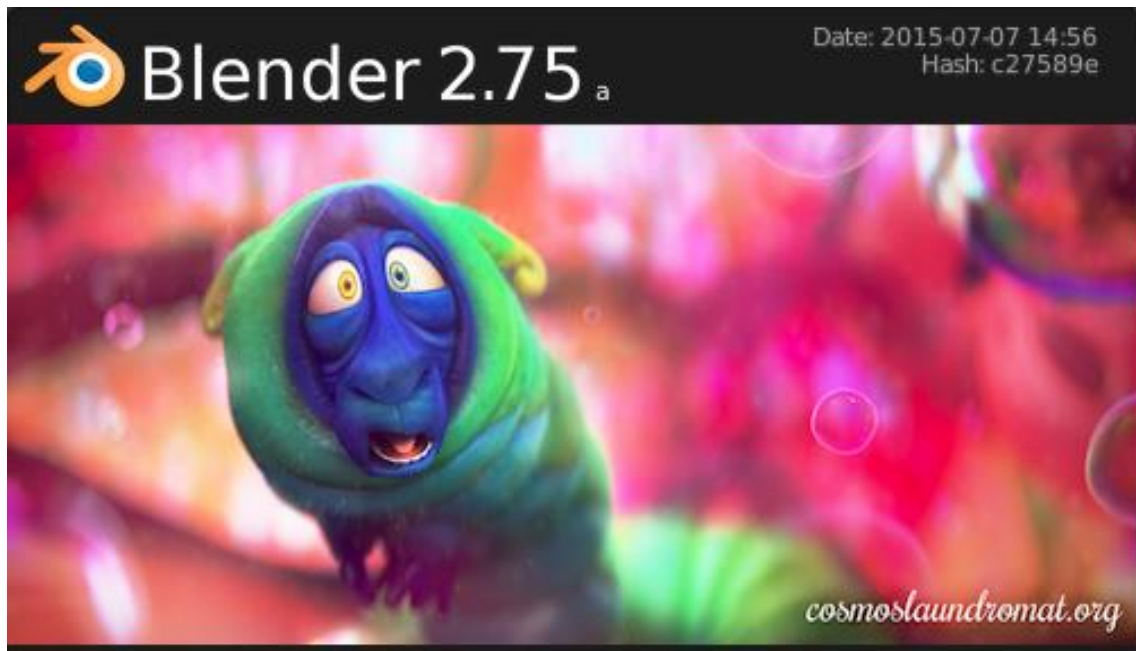 Blender 2.75 a
Date: 2015-07-07 14:56
Hash: c27589e
cosmoslaundromat.org